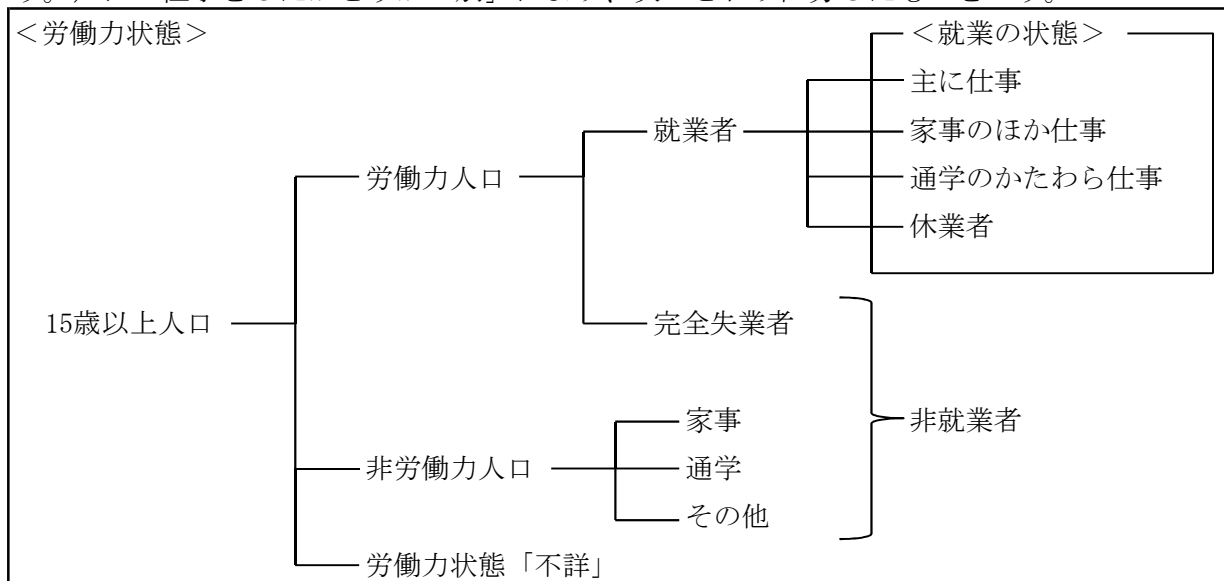 <労働力状態>
<就業の状態>
主に仕事
就業者
家事のほか仕事
労働力人口
通学のかたわら仕事
休業者
15歳以上人口
完全失業者
家事
非就業者
非労働力人口
通学
その他
労働力状態「不詳」